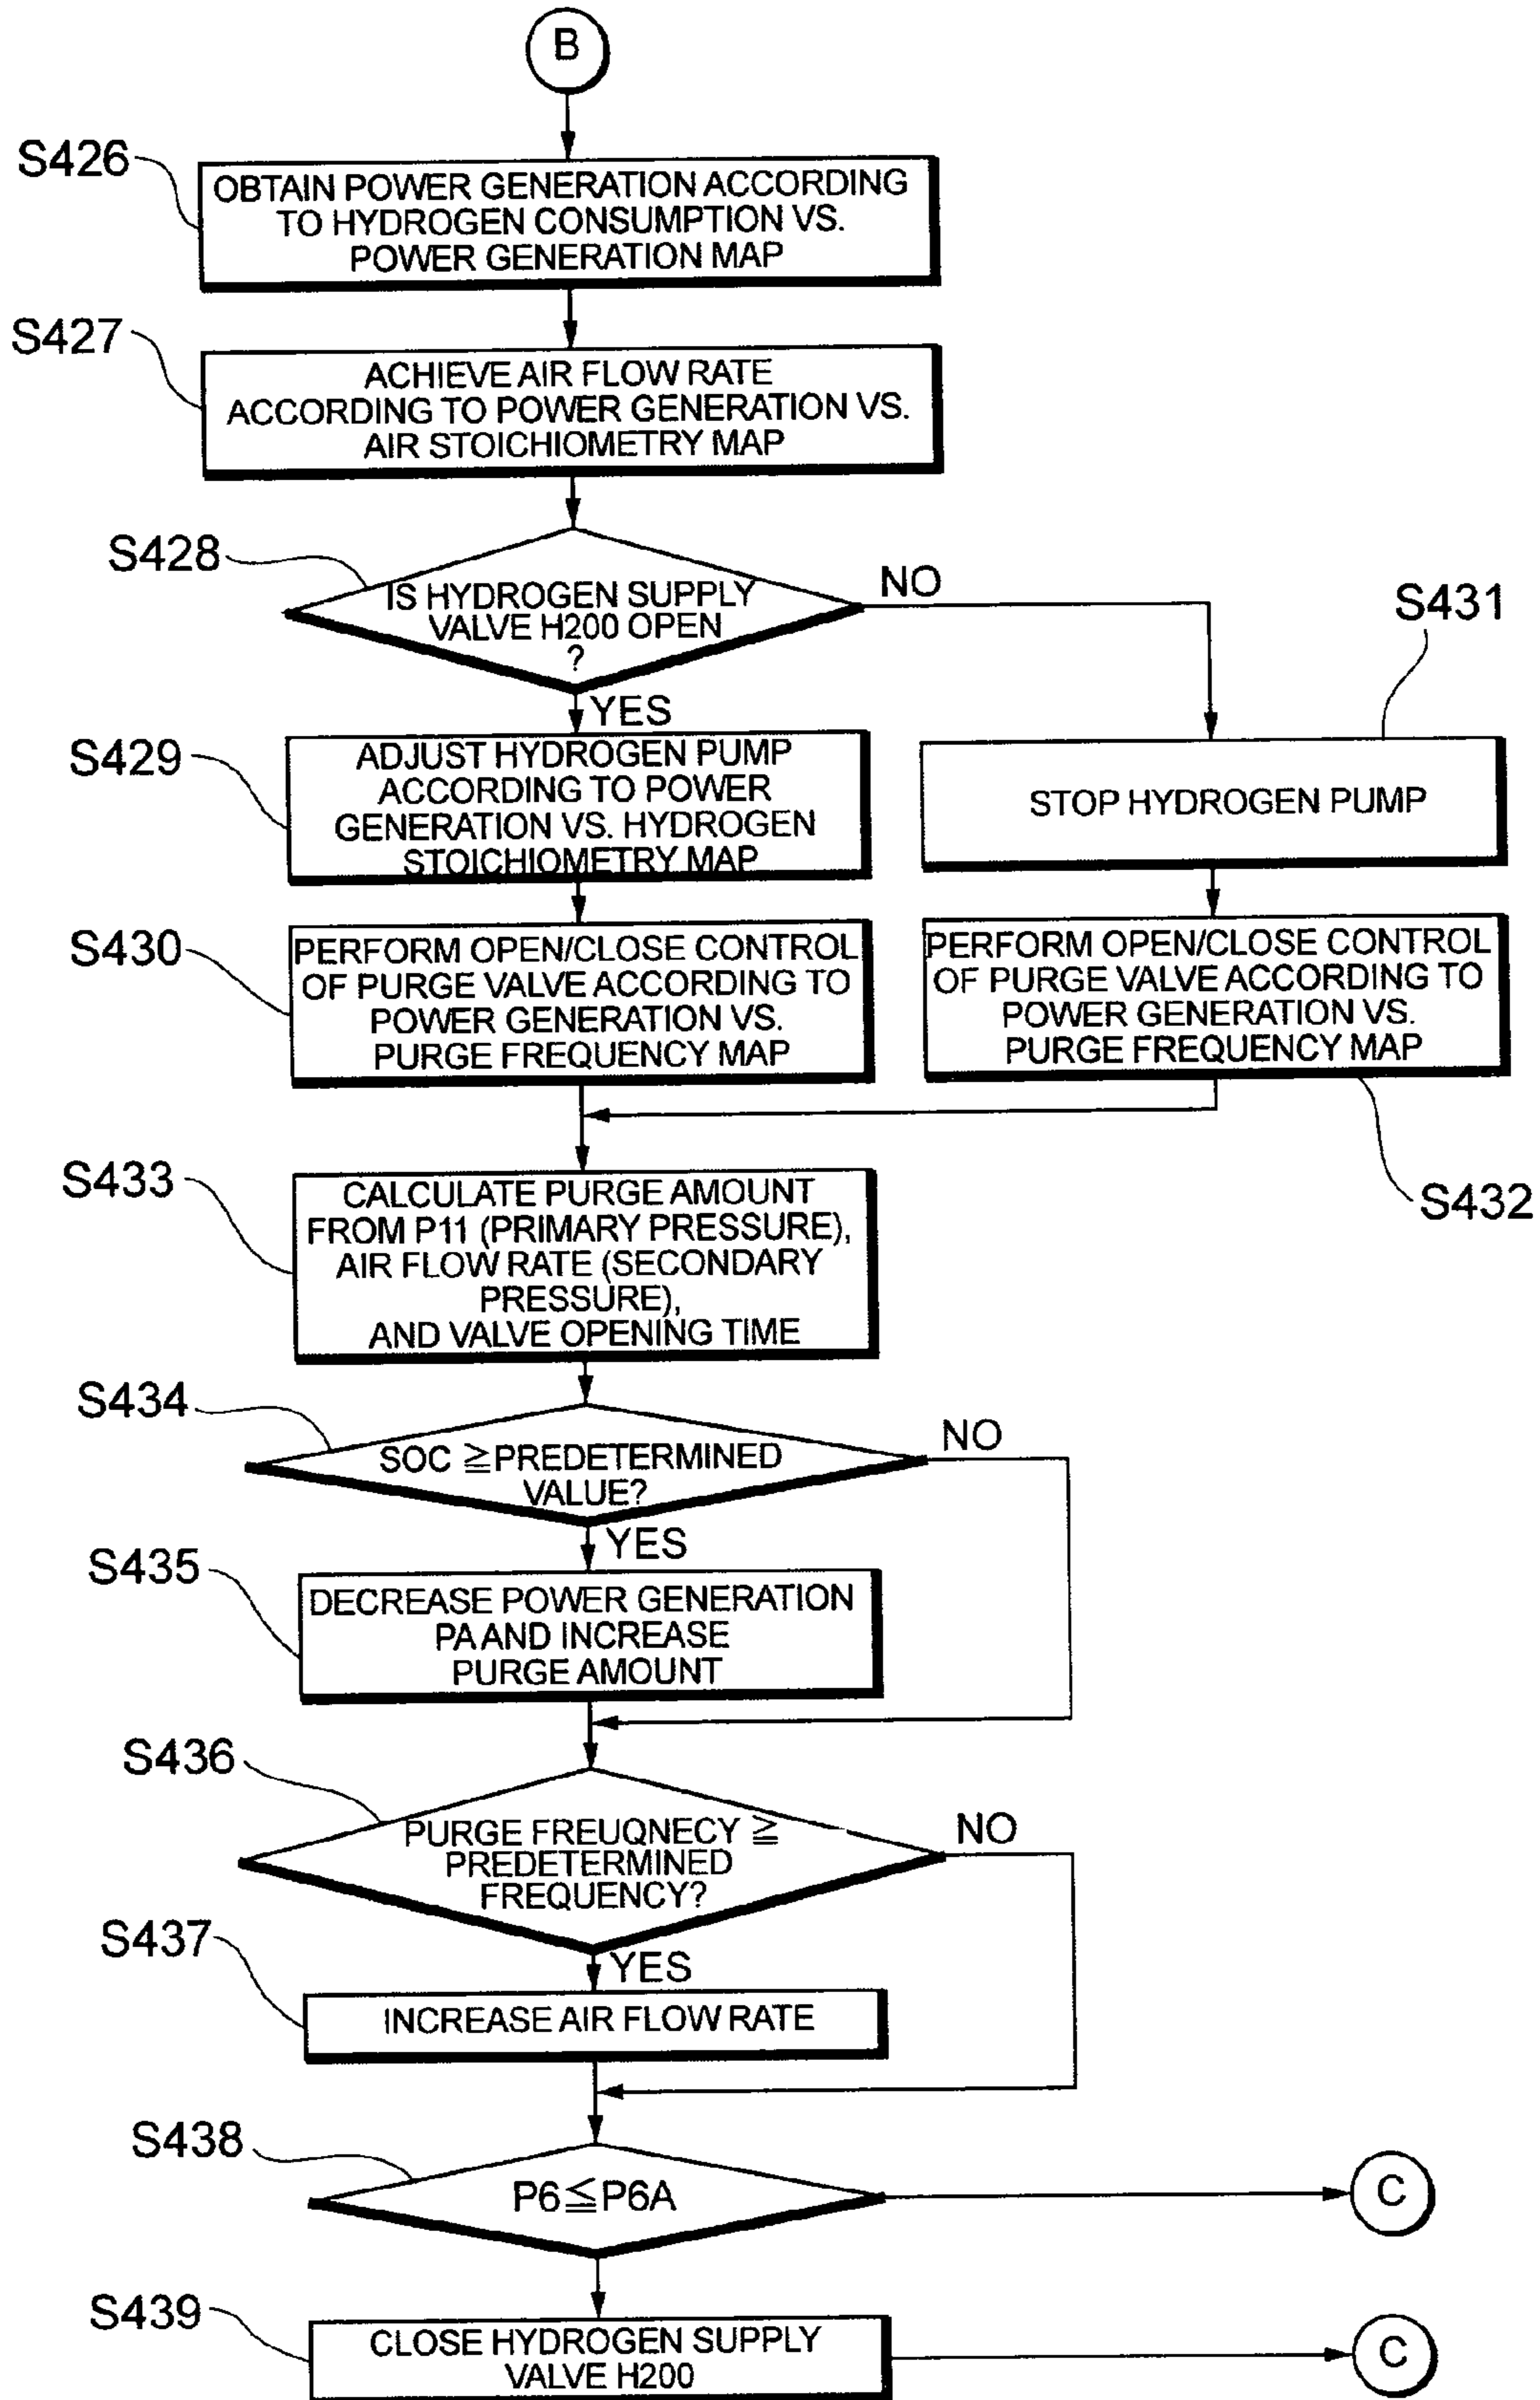 B
S426
OBTAIN POWER GENERATION ACCORDING
TO HYDROGEN CONSUMPTION VS.
POWER GENERATION MAP
S427
ACHIEVE AIR FLOW RATE
ACCORDING TO POWER GENERATION VS.
AIR STOICHIOMETRY MAP
S428
IS HYDROGEN SUPPLY
VALVE H200 OPEN
?
NO
YES
S429
ADJUST HYDROGEN PUMP
ACCORDING TO POWER
GENERATION VS. HYDROGEN
STOICHIOMETRY MAP
S431
STOP HYDROGEN PUMP
S430
PERFORM OPEN/CLOSE CONTROL
OF PURGE VALVE ACCORDING TO
POWER GENERATION VS.
PURGE FREQUENCY MAP
PERFORM OPEN/CLOSE CONTROL
OF PURGE VALVE ACCORDING TO
POWER GENERATION VS.
PURGE FREQUENCY MAP
S432
S433
CALCULATE PURGE AMOUNT
FROM P11 (PRIMARY PRESSURE),
AIR FLOW RATE (SECONDARY
PRESSURE),
AND VALVE OPENING TIME
S434
SOC ≧PREDETERMINED
VALUE?
NO
YES
S435
DECREASE POWER GENERATION
PA AND INCREASE
PURGE AMOUNT
S436
PURGE FREUQNECY ≧
PREDETERMINED
FREQUENCY?
NO
YES
S437
INCREASE AIR FLOW RATE
S438
P6≦P6A
C
S439
CLOSE HYDROGEN SUPPLY
VALVE H200
C